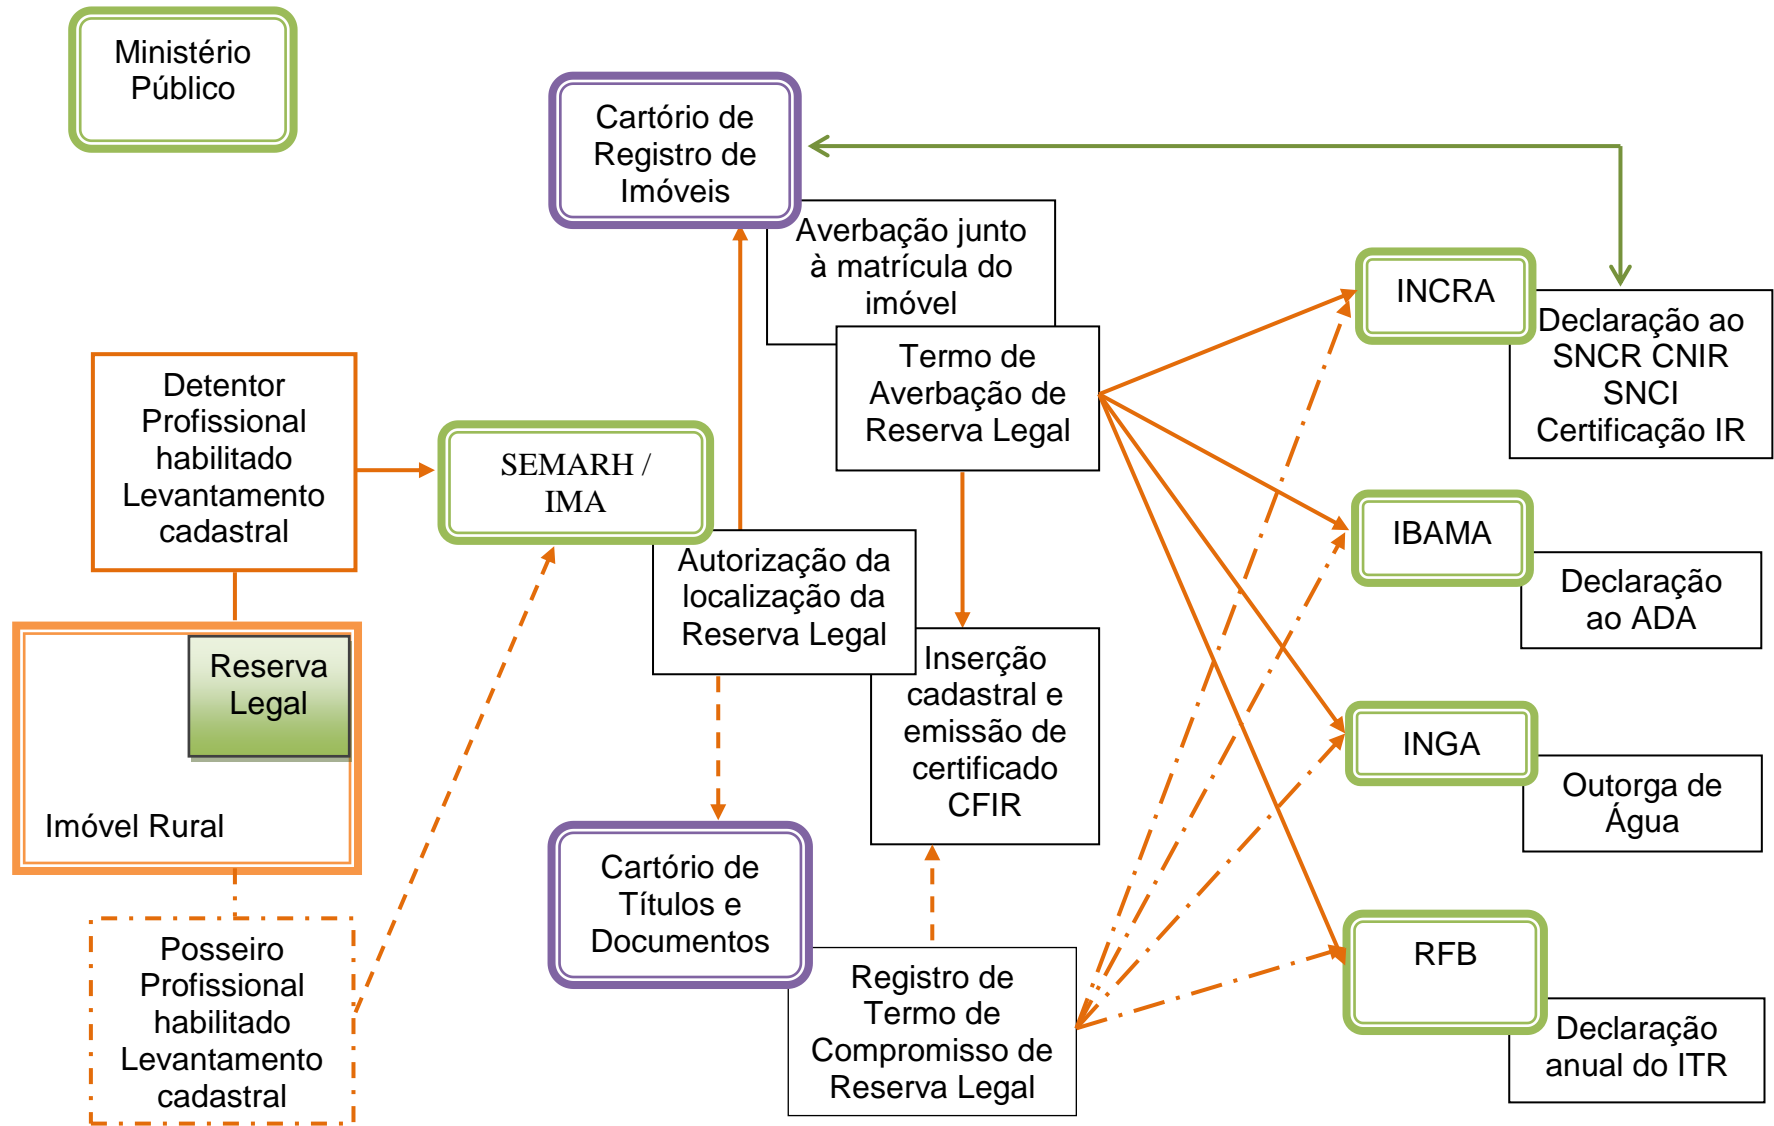 Ministério
Público
Cartório de
Registro de
Imóveis
Averbação junto
à matrícula do
imóvel
Termo de
Averbação de
Reserva Legal
INCRA
Declaração ao
SNCR CNIR
SNCI
Certificação IR
Detentor
Profissional
habilitado
Levantamento
cadastral
SEMARH /
IMA
Autorização da
localização da
Reserva Legal
IBAMA
Declaração
ao ADA
Reserva
Legal
Imóvel Rural
Inserção
cadastral e
emissão de
certificado
CFIR
INGA
Outorga de
Água
Cartório de
Títulos e
Documentos
Registro de
Termo de
Compromisso de
Reserva Legal
RFB
Declaração
anual do ITR
Posseiro
Profissional
habilitado
Levantamento
cadastral